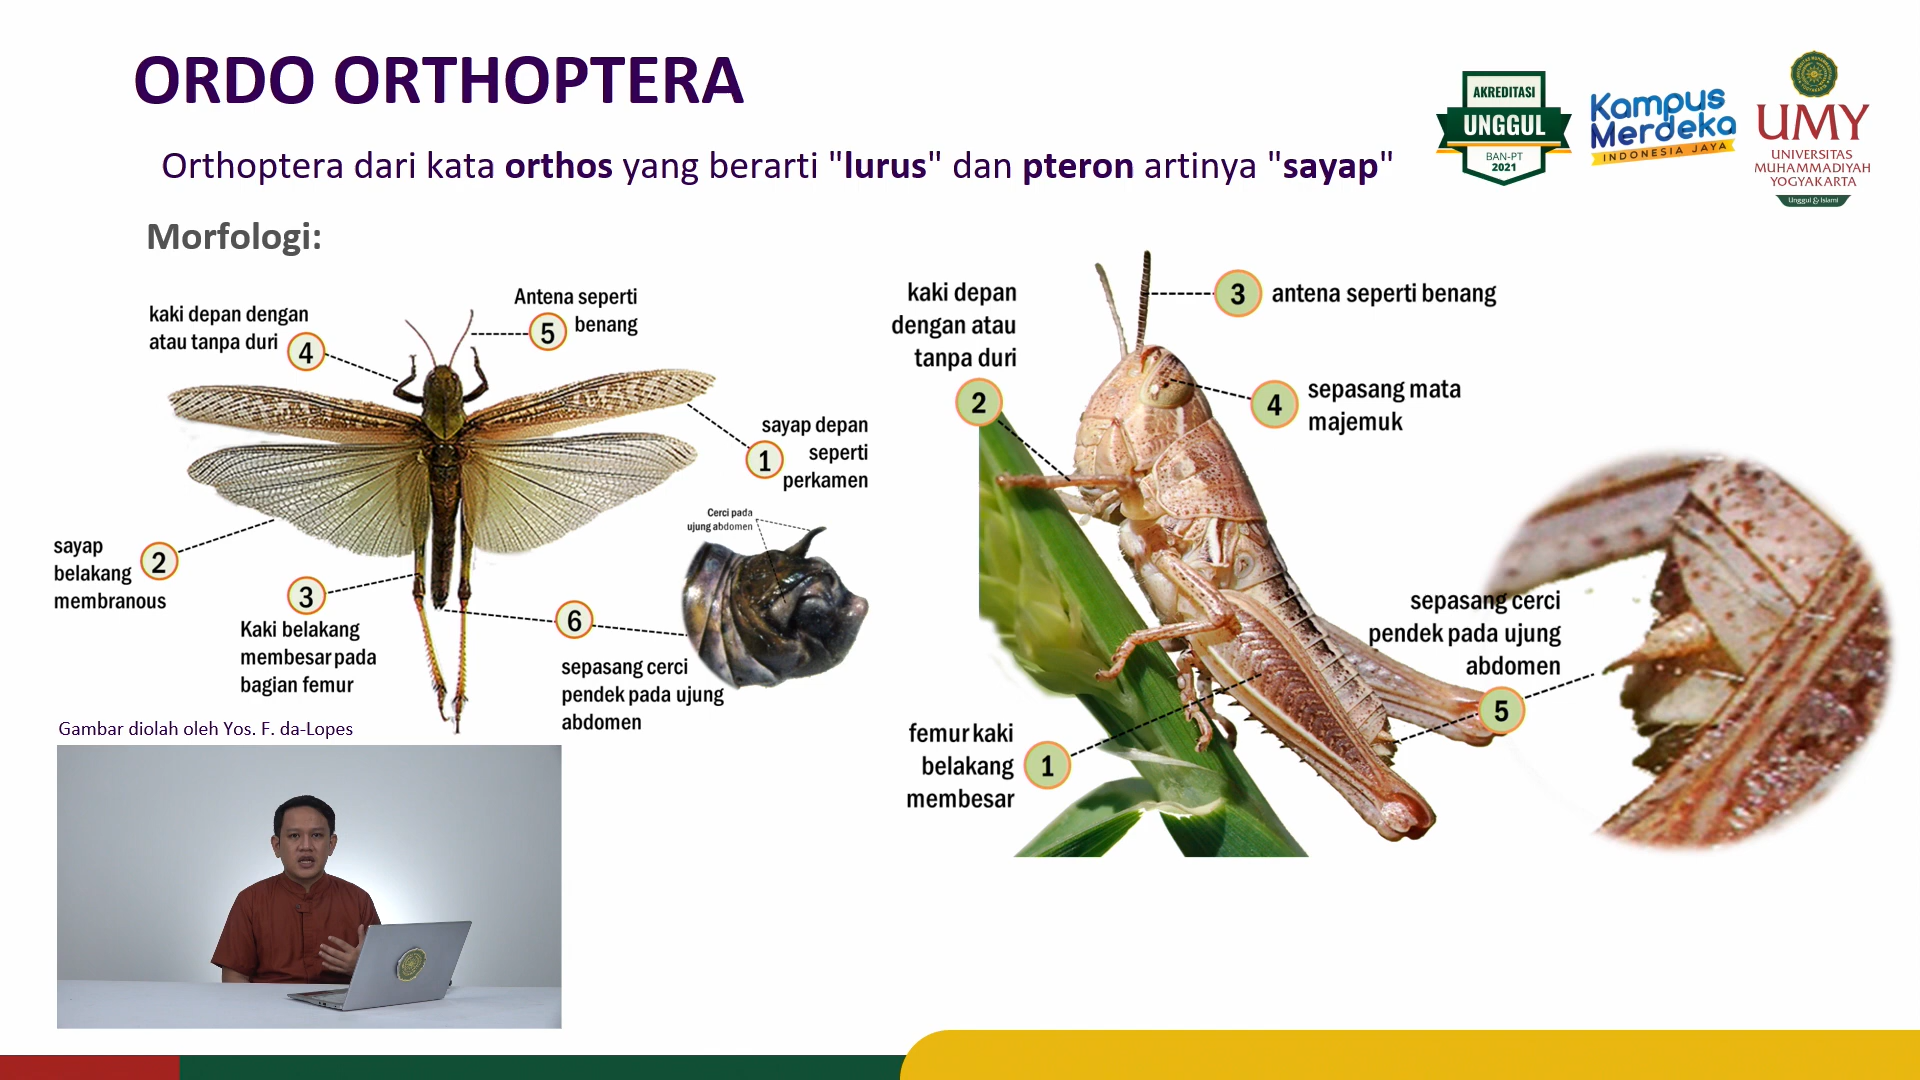 ORDO ORTHOPTERA
Orthoptera dari kata orthos yang berarti "lurus" dan pteron artinya "sayap"
AKREDITASI
UNGGUL
BAN-PT
2021
Kampus
Merdeka
INDONESIA JAYA
UMY
UNIVERSITAS
MUHAMMADIYAH
YOGYAKARTA
Unggul & Islami
Morfologi:
kaki depan dengan
atau tanpa duri
4
Antena seperti
benang
5
sayap depan
seperti
perkamen
1
Cerci pada
ujung abdomen
sayap
belakang
membranous
2
3
Kaki belakang
membesar pada
bagian femur
6
sepasang cerci
pendek pada ujung
abdomen
Gambar diolah oleh Yos. F. da-Lopes
kaki depan
dengan atau
tanpa duri
2
3
antena seperti benang
4
sepasang mata
majemuk
sepasang cerci
pendek pada ujung
abdomen
5
femur kaki
belakang
membesar
1